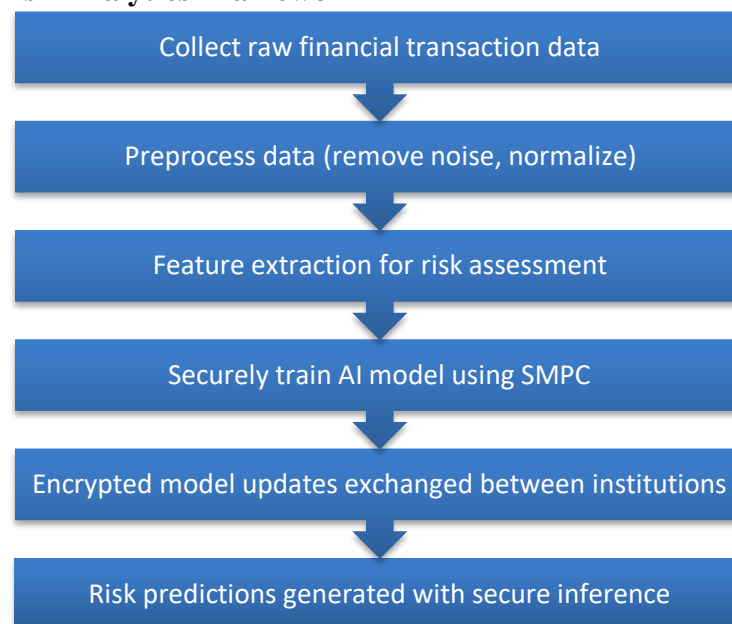 Collect raw financial transaction data
Preprocess data (remove noise, normalize)
Feature extraction for risk assessment
Securely train AI model using SMPC
Encrypted model updates exchanged between institutions
Risk predictions generated with secure inference